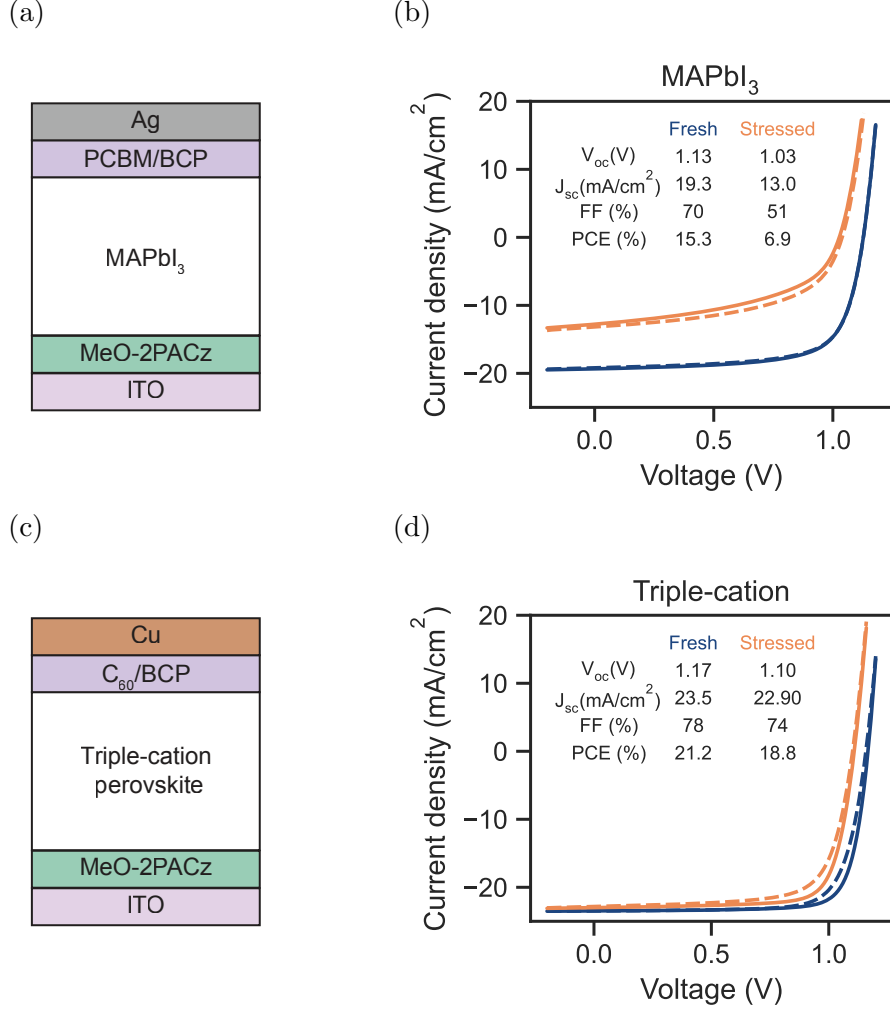 (a)
Ag
PCBM/BCP
MAPbI₃
MeO-2PACz
ITO
(b)
MAPbI₃
Current density (mA/cm²)
20
10
0
−10
−20
Fresh Stressed
V_oc(V) 1.13 1.03
J_sc(mA/cm²) 19.3 13.0
FF (%) 70 51
PCE (%) 15.3 6.9
0.0 0.5 1.0
Voltage (V)
(c)
Cu
C₆₀/BCP
Triple-cation
perovskite
MeO-2PACz
ITO
(d)
Triple-cation
Current density (mA/cm²)
20
10
0
−10
−20
Fresh Stressed
V_oc(V) 1.17 1.10
J_sc(mA/cm²) 23.5 22.90
FF (%) 78 74
PCE (%) 21.2 18.8
0.0 0.5 1.0
Voltage (V)